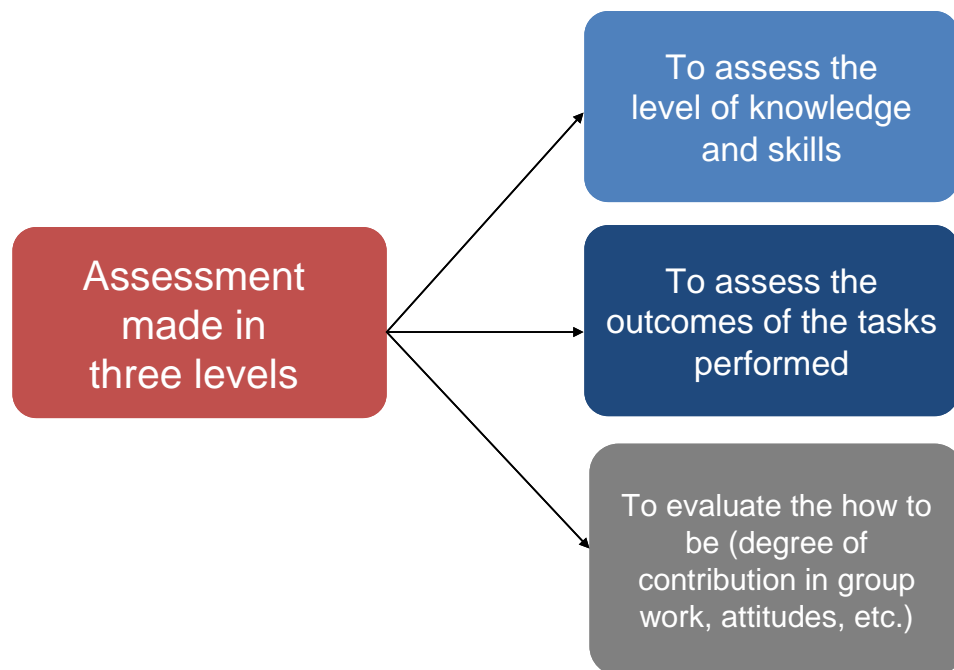 Assessment
made in
three levels
To assess the
level of knowledge
and skills
To assess the
outcomes of the tasks
performed
To evaluate the how to
be (degree of
contribution in group
work, attitudes, etc.)